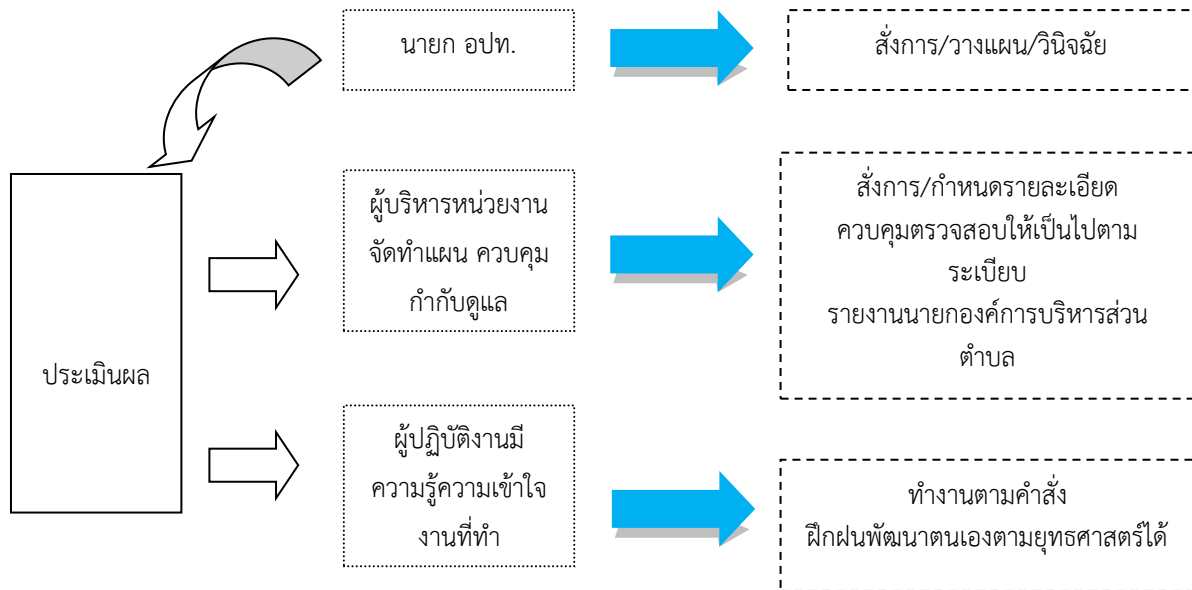 นายก อปท.
สั่งการ/วางแผน/วินิจฉัย
ประเมินผล
ผู้บริหารหน่วยงาน
จัดทำแผน ควบคุม
กำกับดูแล
สั่งการ/กำหนดรายละเอียด
ควบคุมตรวจสอบให้เป็นไปตาม
ระเบียบ
รายงานนายกองค์การบริหารส่วน
ตำบล
ผู้ปฏิบัติงานมี
ความรู้ความเข้าใจ
งานที่ทำ
ทำงานตามคำสั่ง
ฝึกฝนพัฒนาตนเองตามยุทธศาสตร์ได้